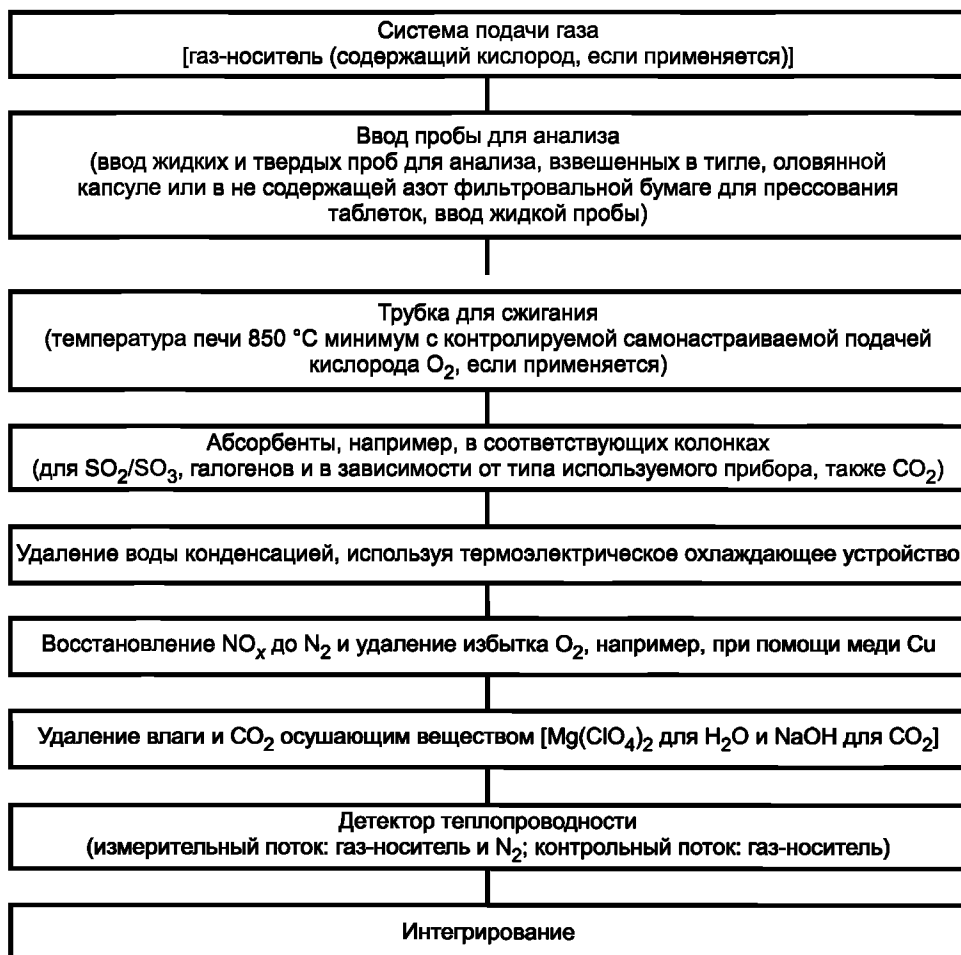 Система подачи газа
[газ-носитель (содержащий кислород, если применяется)]
Ввод пробы для анализа
(ввод жидких и твердых проб для анализа, взвешенных в тигле, оловянной
капсуле или в не содержащей азот фильтровальной бумаге для прессования
таблеток, ввод жидкой пробы)
Трубка для сжигания
(температура печи 850 °С минимум с контролируемой самонастраиваемой подачей
кислорода O₂, если применяется)
Абсорбенты, например, в соответствующих колонках
(для SO₂/SO₃, галогенов и в зависимости от типа используемого прибора, также CO₂)
Удаление воды конденсацией, используя термоэлектрическое охлаждающее устройство
Восстановление NOₓ до N₂ и удаление избытка O₂, например, при помощи меди Cu
Удаление влаги и CO₂ осушающим веществом [Mg(ClO₄)₂ для H₂O и NaOH для CO₂]
Детектор теплопроводности
(измерительный поток: газ-носитель и N₂; контрольный поток: газ-носитель)
Интегрирование